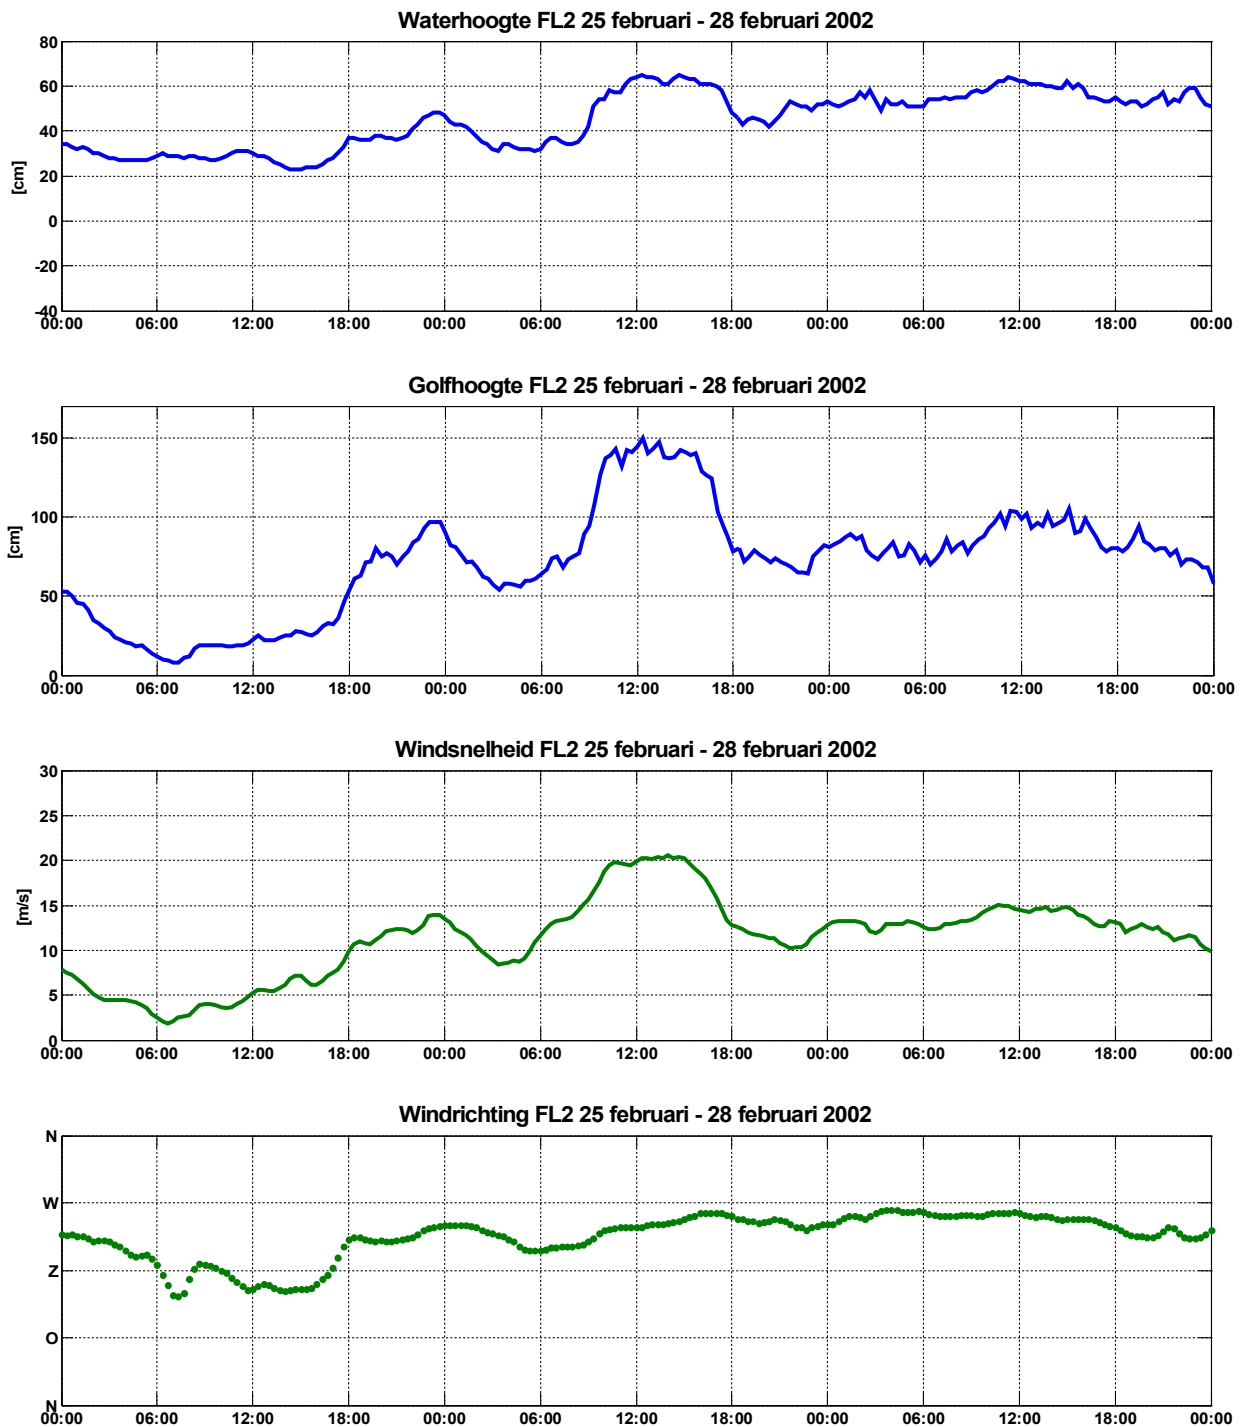 Waterhoogte FL2 25 februari - 28 februari 2002
80
60
40
20
0
-20
-40
[cm]
00:00 06:00 12:00 18:00 00:00 06:00 12:00 18:00 00:00 06:00 12:00 18:00 00:00
Golfhoogte FL2 25 februari - 28 februari 2002
150
100
50
0
[cm]
00:00 06:00 12:00 18:00 00:00 06:00 12:00 18:00 00:00 06:00 12:00 18:00 00:00
Windsnelheid FL2 25 februari - 28 februari 2002
30
25
20
15
10
5
0
[m/s]
00:00 06:00 12:00 18:00 00:00 06:00 12:00 18:00 00:00 06:00 12:00 18:00 00:00
Windrichting FL2 25 februari - 28 februari 2002
N
W
Z
O
N
00:00 06:00 12:00 18:00 00:00 06:00 12:00 18:00 00:00 06:00 12:00 18:00 00:00